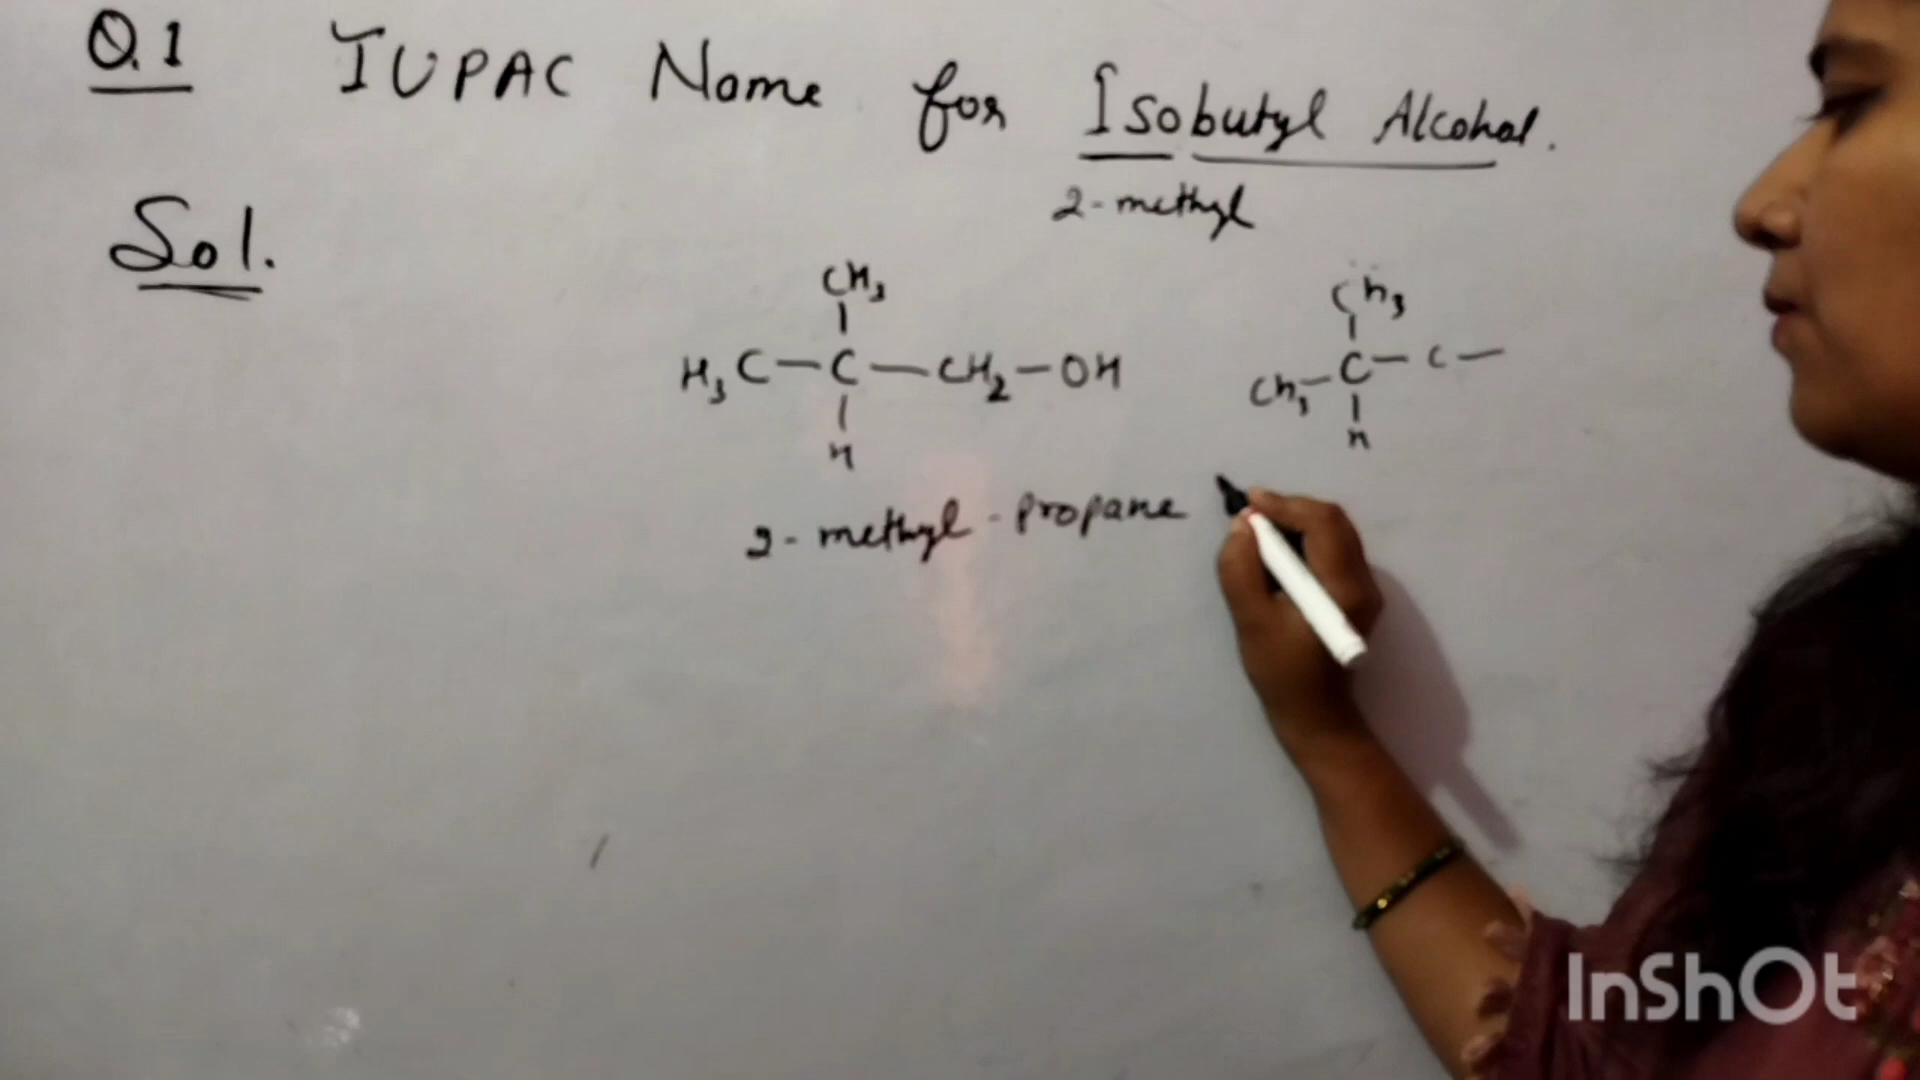 Q.1 IUPAC Name for Isobutyl Alcohol.
2-methyl
Sol.
CH3
H3C-C-CH2-OH
H
CH3
CH3-C-C-
H
2-methyl-propane
InShOt